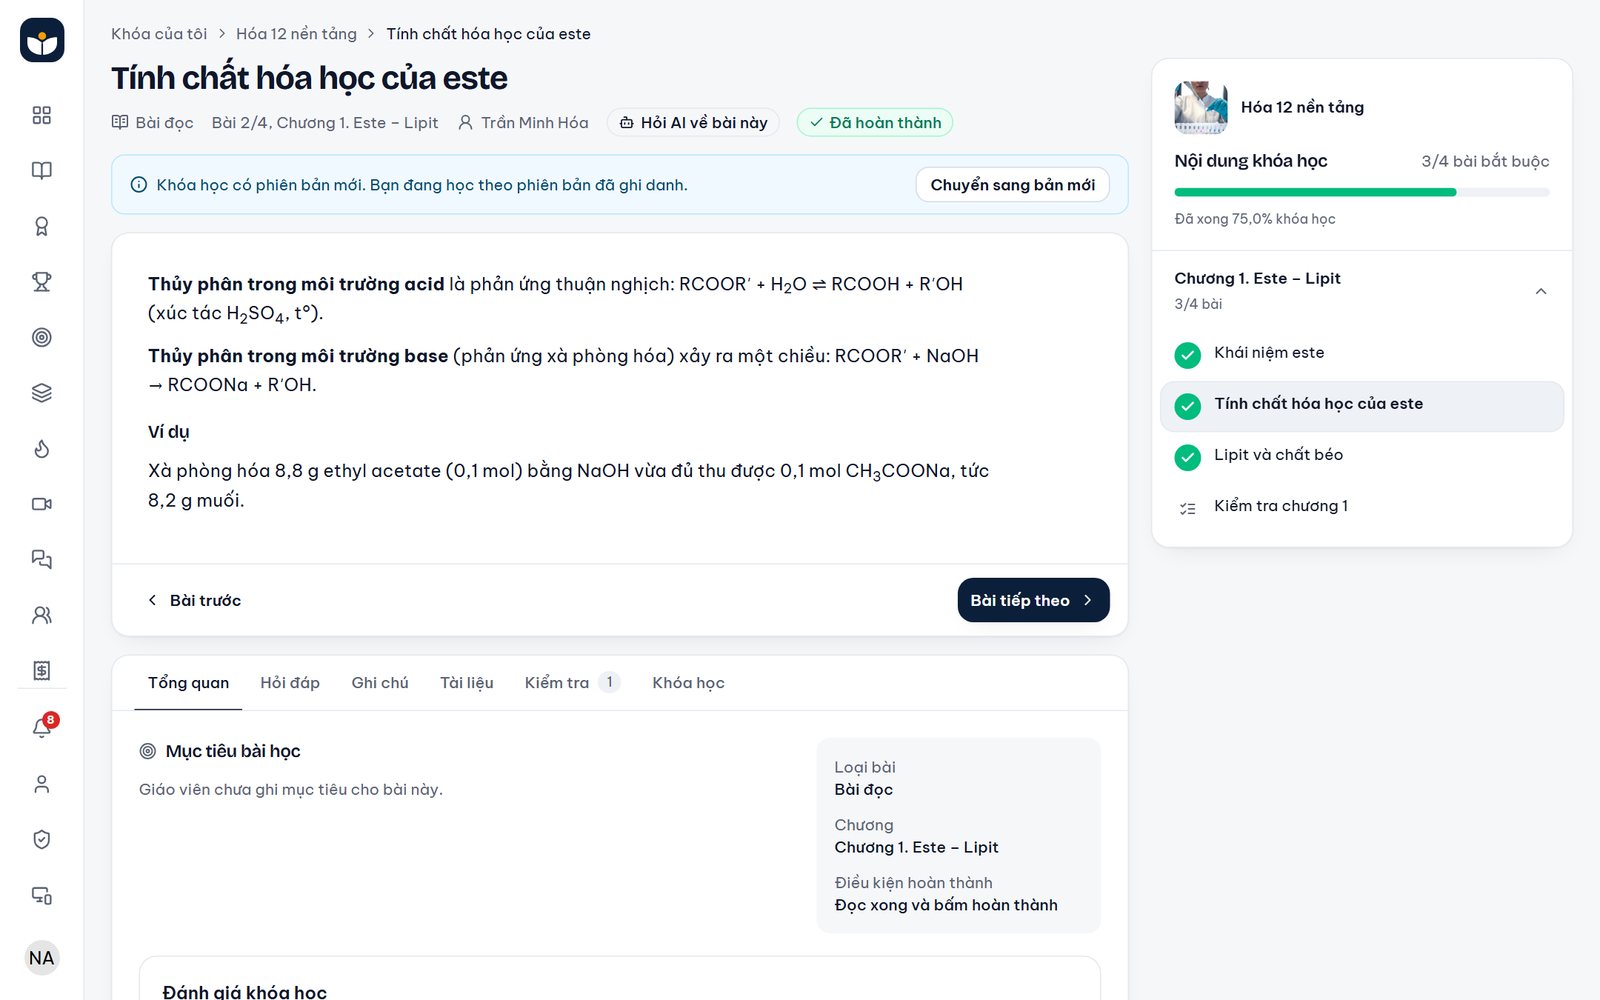 Khóa của tôi > Hóa 12 nền tảng > Tính chất hóa học của este
Tính chất hóa học của este
Bài đọc Bài 2/4, Chương 1. Este – Lipit Trần Minh Hóa Hỏi AI về bài này Đã hoàn thành
Khóa học có phiên bản mới. Bạn đang học theo phiên bản đã ghi danh. Chuyển sang bản mới
Thủy phân trong môi trường acid là phản ứng thuận nghịch: RCOOR′ + H₂O ⇌ RCOOH + R′OH
(xúc tác H₂SO₄, t°).
Thủy phân trong môi trường base (phản ứng xà phòng hóa) xảy ra một chiều: RCOOR′ + NaOH
→ RCOONa + R′OH.
Ví dụ
Xà phòng hóa 8,8 g ethyl acetate (0,1 mol) bằng NaOH vừa đủ thu được 0,1 mol CH₃COONa, tức
8,2 g muối.
Bài trước Bài tiếp theo
Tổng quan Hỏi đáp Ghi chú Tài liệu Kiểm tra 1 Khóa học
Mục tiêu bài học
Giáo viên chưa ghi mục tiêu cho bài này.
Loại bài
Bài đọc
Chương
Chương 1. Este – Lipit
Điều kiện hoàn thành
Đọc xong và bấm hoàn thành
Đánh giá khóa học
Hóa 12 nền tảng
Nội dung khóa học 3/4 bài bắt buộc
Đã xong 75,0% khóa học
Chương 1. Este – Lipit
3/4 bài
Khái niệm este
Tính chất hóa học của este
Lipit và chất béo
Kiểm tra chương 1
8
NA